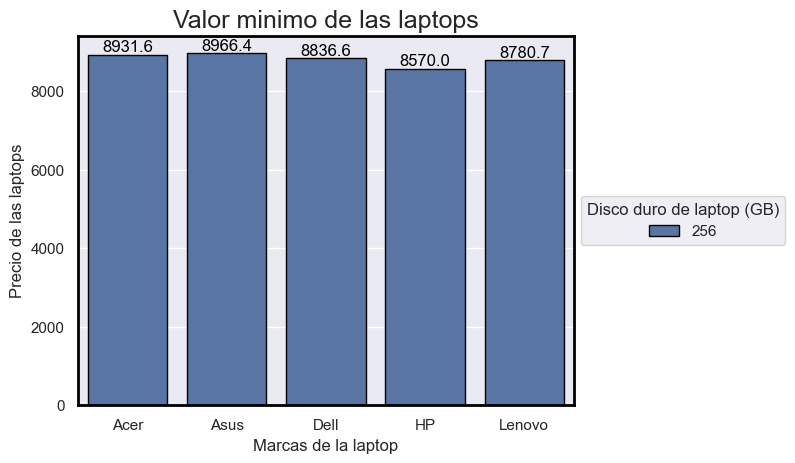 Valor minimo de las laptops
8931.6
8966.4
8836.6
8570.0
8780.7
8000
6000
4000
2000
0
Precio de las laptops
Acer
Asus
Dell
HP
Lenovo
Marcas de la laptop
Disco duro de laptop (GB)
256